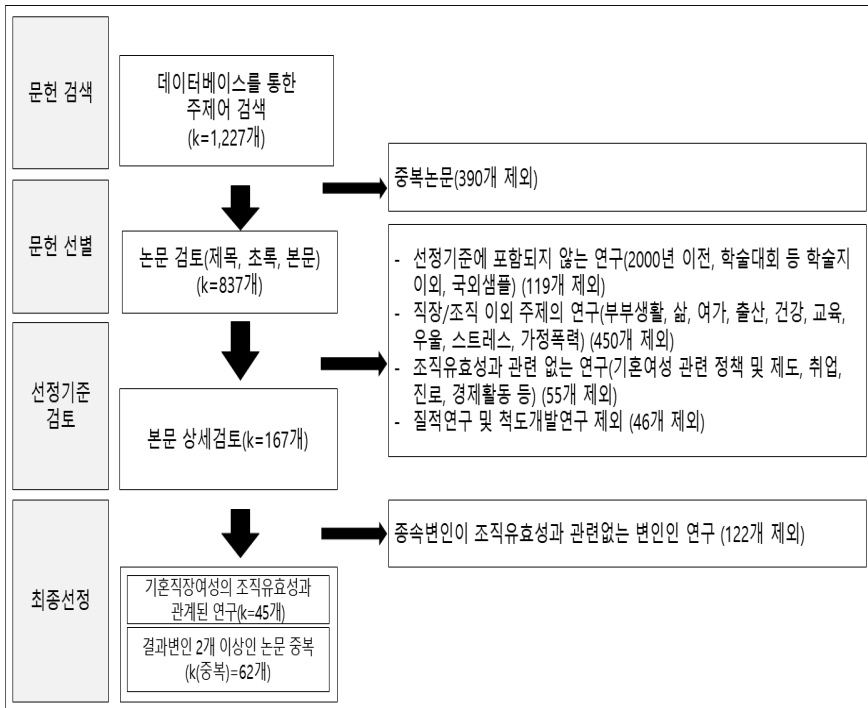 문헌 검색
데이터베이스를 통한
주제어 검색
(k=1,227개)
중복논문(390개 제외)
문헌 선별
논문 검토(제목, 초록, 본문)
(k=837개)
- 선정기준에 포함되지 않는 연구(2000년 이전, 학술대회 등 학술지
이외, 국외샘플) (119개 제외)
- 직장/조직 이외 주제의 연구(부부생활, 삶, 여가, 출산, 건강, 교육,
우울, 스트레스, 가정폭력) (450개 제외)
- 조직유효성과 관련 없는 연구(기혼여성 관련 정책 및 제도, 취업,
진로, 경제활동 등) (55개 제외)
- 질적연구 및 척도개발연구 제외 (46개 제외)
선정기준
검토
본문 상세검토(k=167개)
종속변인이 조직유효성과 관련없는 변인인 연구 (122개 제외)
최종선정
기혼직장여성의 조직유효성과
관계된 연구(k=45개)
결과변인 2개 이상인 논문 중복
(k(중복)=62개)